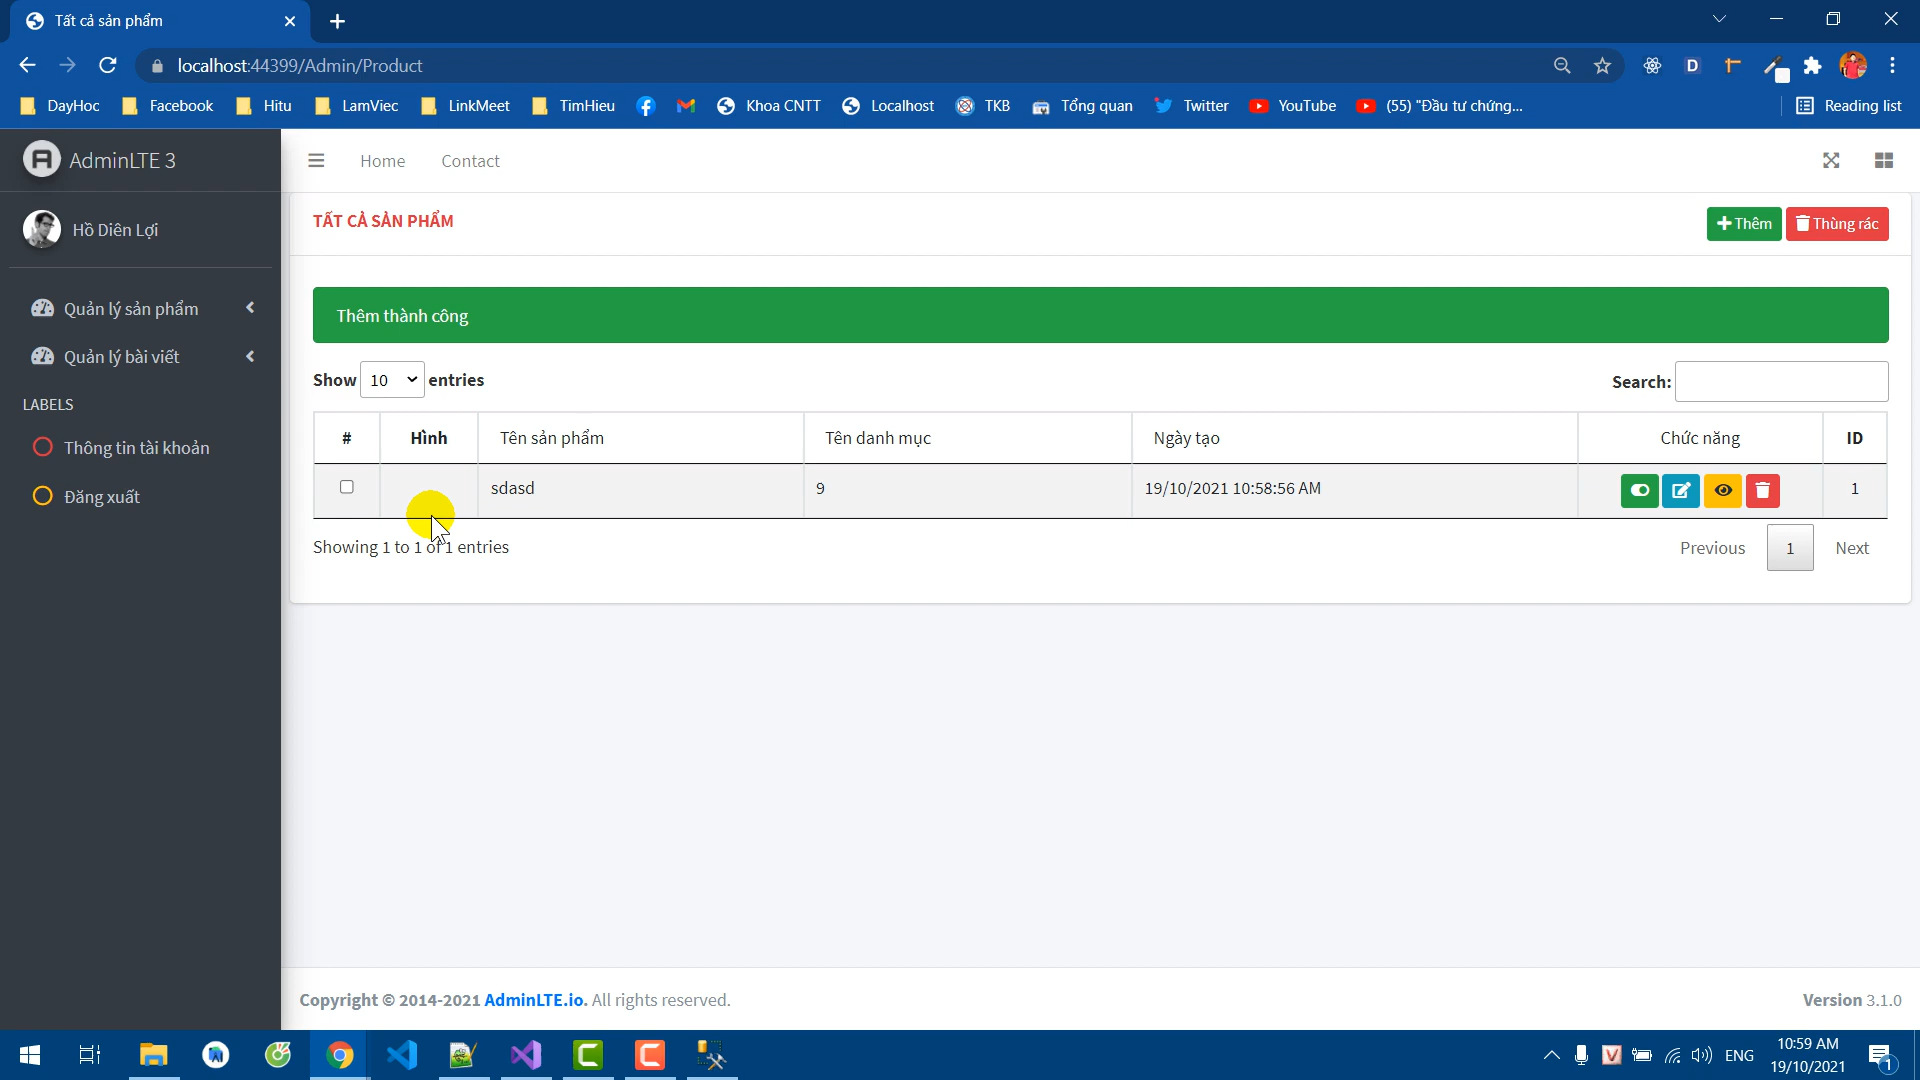 Tất cả sản phẩm
localhost:44399/Admin/Product
DayHoc Facebook Hitu LamViec LinkMeet TimHieu Khoa CNTT Localhost TKB Tổng quan Twitter YouTube (55) "Đầu tư chứng... Reading list
AdminLTE 3
Home Contact
Hồ Diên Lợi
TẤT CẢ SẢN PHẨM
Thêm Thùng rác
Quản lý sản phẩm
Quản lý bài viết
LABELS
Thông tin tài khoản
Đăng xuất
Thêm thành công
Show 10 entries
Search:
# Hình Tên sản phẩm Tên danh mục Ngày tạo Chức năng ID
sdasd 9 19/10/2021 10:58:56 AM 1
Showing 1 to 1 of 1 entries
Previous 1 Next
Copyright © 2014-2021 AdminLTE.io. All rights reserved.
Version 3.1.0
ENG
10:59 AM
19/10/2021
1